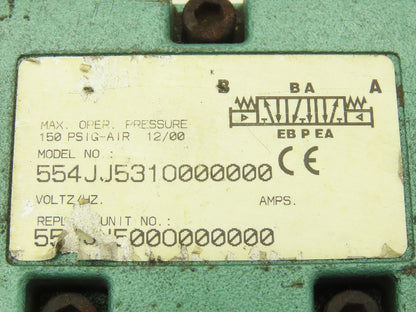 B BA A
EB P EA
MAX. OPER. PRESSURE
150 PSIG-AIR 12/00
MODEL NO :
554JJ5310000000 CE
VOLTZ/HZ. AMPS.
UNIT NO.:
000000000